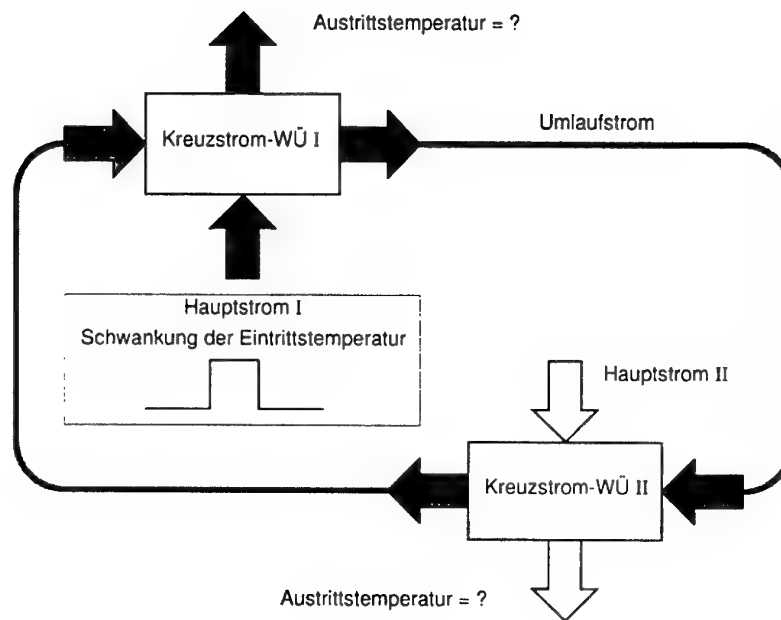 Austrittstemperatur = ?
Kreuzstrom-WÜ I
Umlaufstrom
Hauptstrom I
Schwankung der Eintrittstemperatur
Hauptstrom II
Kreuzstrom-WÜ II
Austrittstemperatur = ?